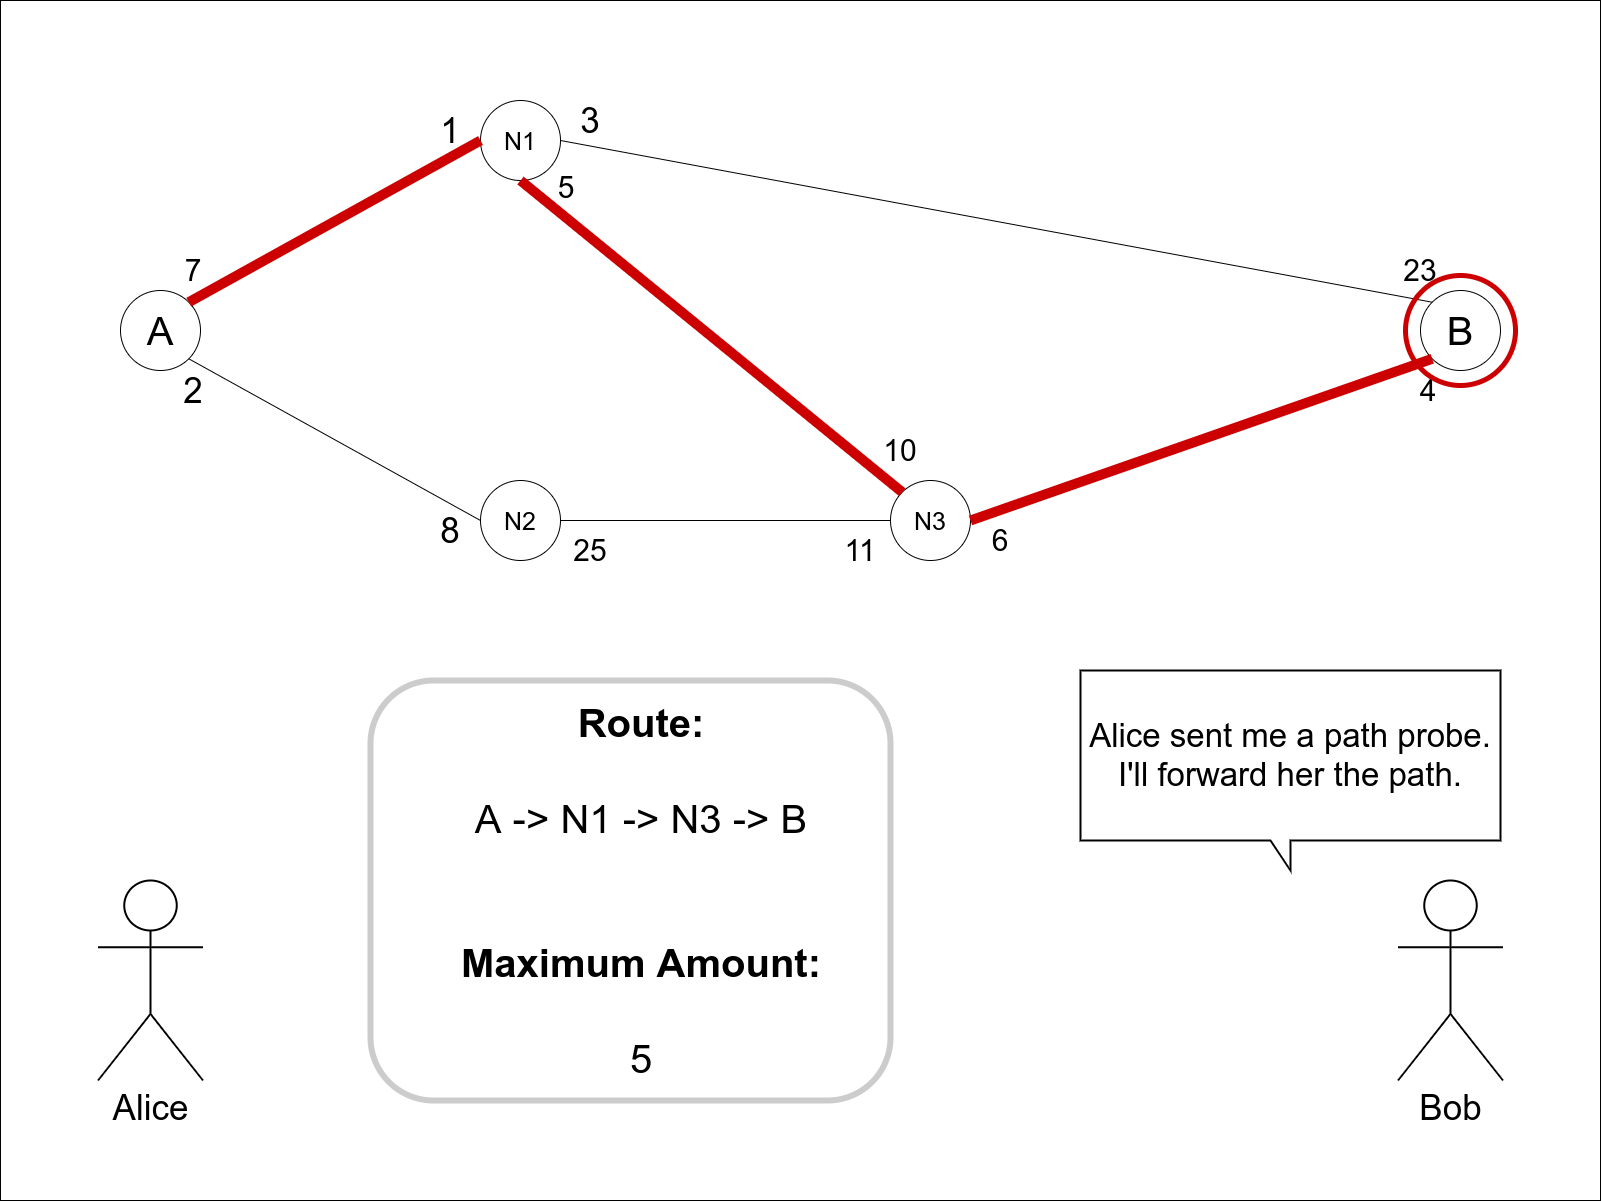 1
N1
3
5
7
A
2
23
B
4
10
8
N2
25
11
N3
6
Route:
A -> N1 -> N3 -> B
Maximum Amount:
5
Alice sent me a path probe.
I'll forward her the path.
Alice
Bob